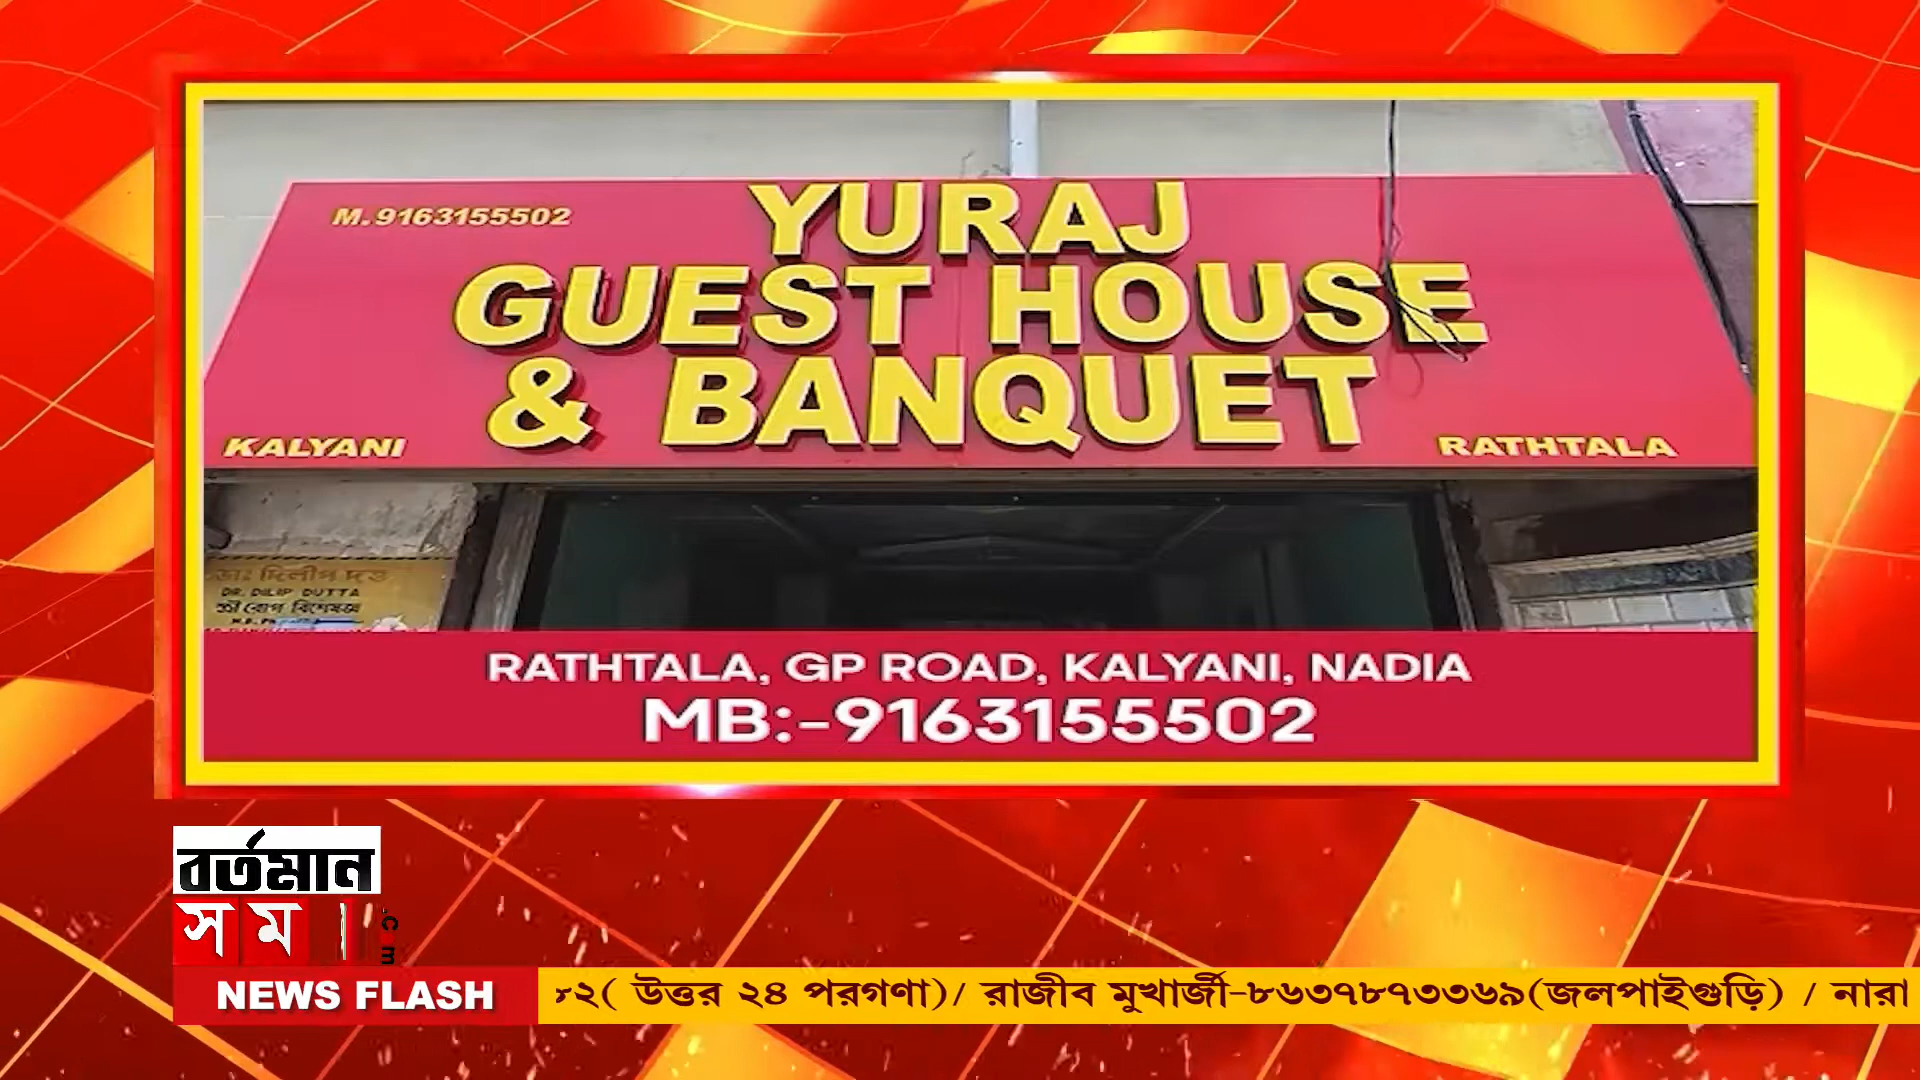 M.9163155502
YURAJ
GUEST HOUSE
& BANQUET
KALYANI
RATHTALA
DR. DILIP DUTTA
RATHTALA, GP ROAD, KALYANI, NADIA
MB:-9163155502
বর্তমান
সম
NEWS FLASH
৮২( উত্তর ২৪ পরগণা)/ রাজীব মুখার্জী-৮৬৩৭৮৭৩৩৬৯(জলপাইগুড়ি) / নারা